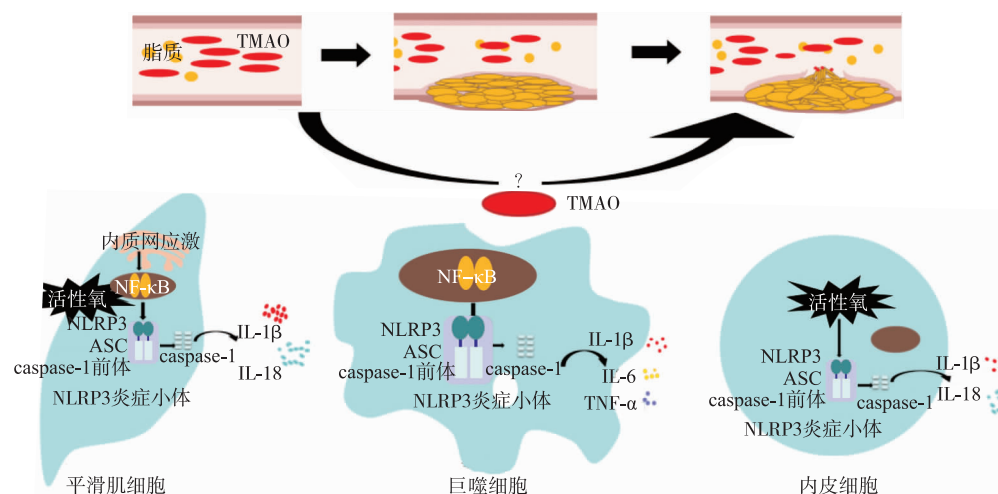 脂质
TMAO
?
TMAO
内质网应激
NF-κB
活性氧
NLRP3
ASC
caspase-1前体
caspase-1
IL-1β
IL-18
NLRP3炎症小体
平滑肌细胞
NF-κB
NLRP3
ASC
caspase-1前体
caspase-1
IL-1β
IL-6
TNF-α
NLRP3炎症小体
巨噬细胞
活性氧
NLRP3
ASC
caspase-1前体
caspase-1
IL-1β
IL-18
NLRP3炎症小体
内皮细胞